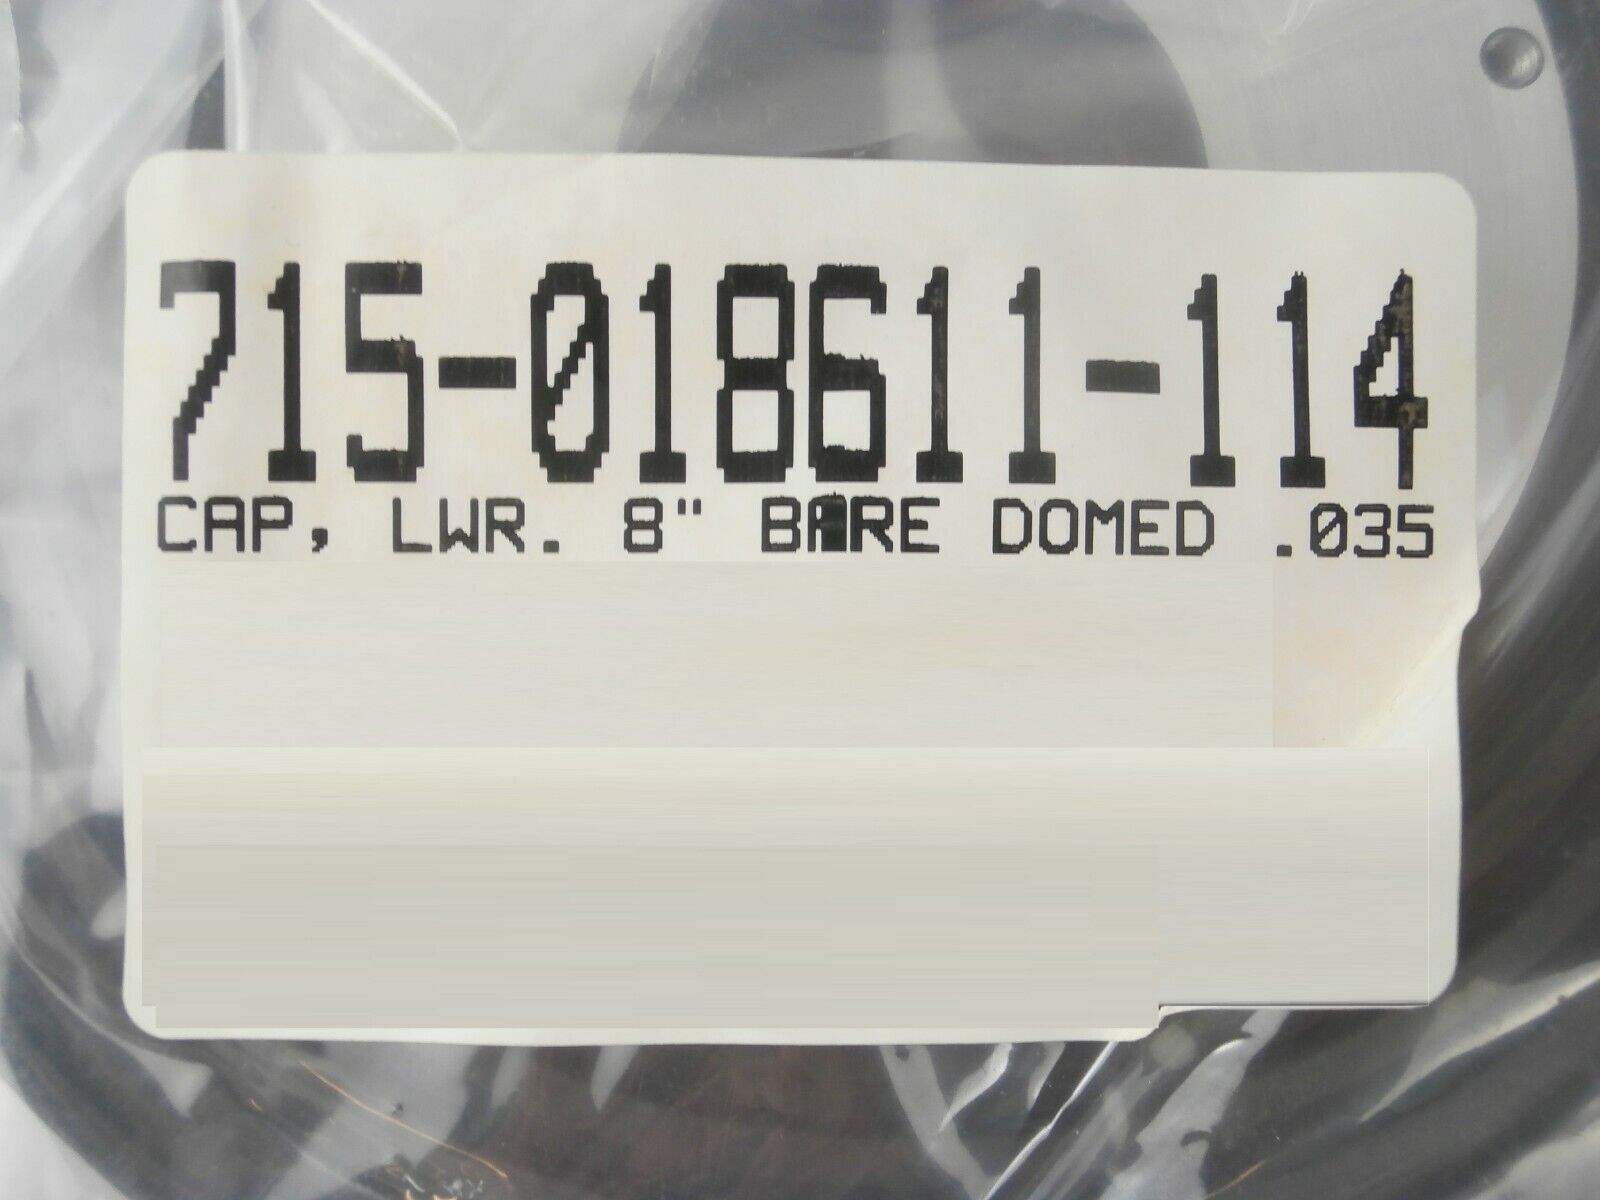 715-018611-114
CAP, LWR. 8" BARE DOMED .035